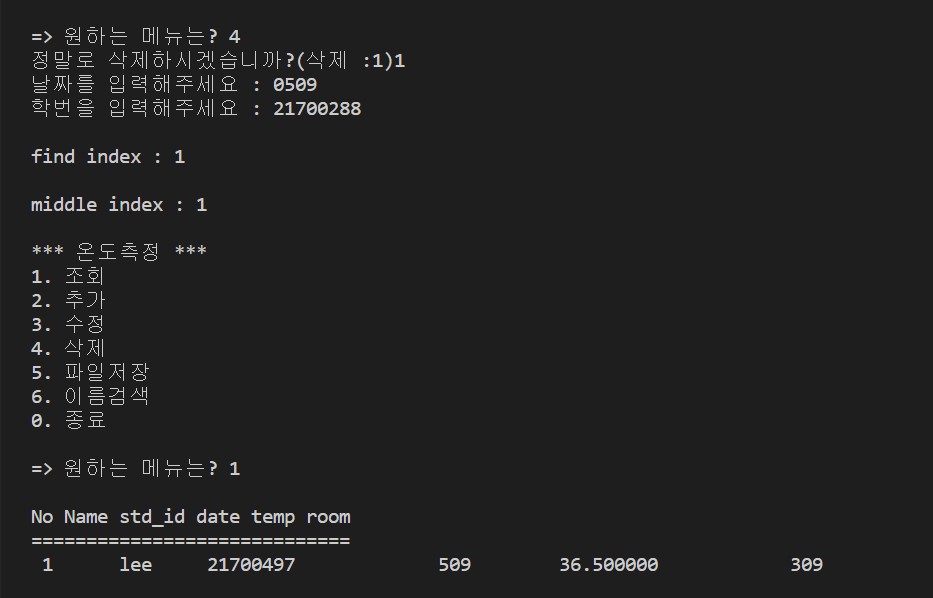 => 원하는 메뉴는? 4
정말로 삭제하시겠습니까?(삭제 :1)1
날짜를 입력해주세요 : 0509
학번을 입력해주세요 : 21700288
find index : 1
middle index : 1
*** 온도측정 ***
1. 조회
2. 추가
3. 수정
4. 삭제
5. 파일저장
6. 이름검색
0. 종료
=> 원하는 메뉴는? 1
No Name std_id date temp room
=============================
1 lee 21700497 509 36.500000 309